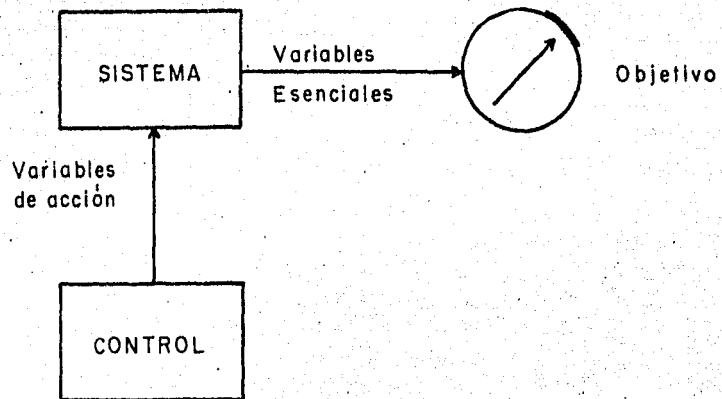 SISTEMA
Variables
Esenciales
Objetivo
Variables
de acción
CONTROL